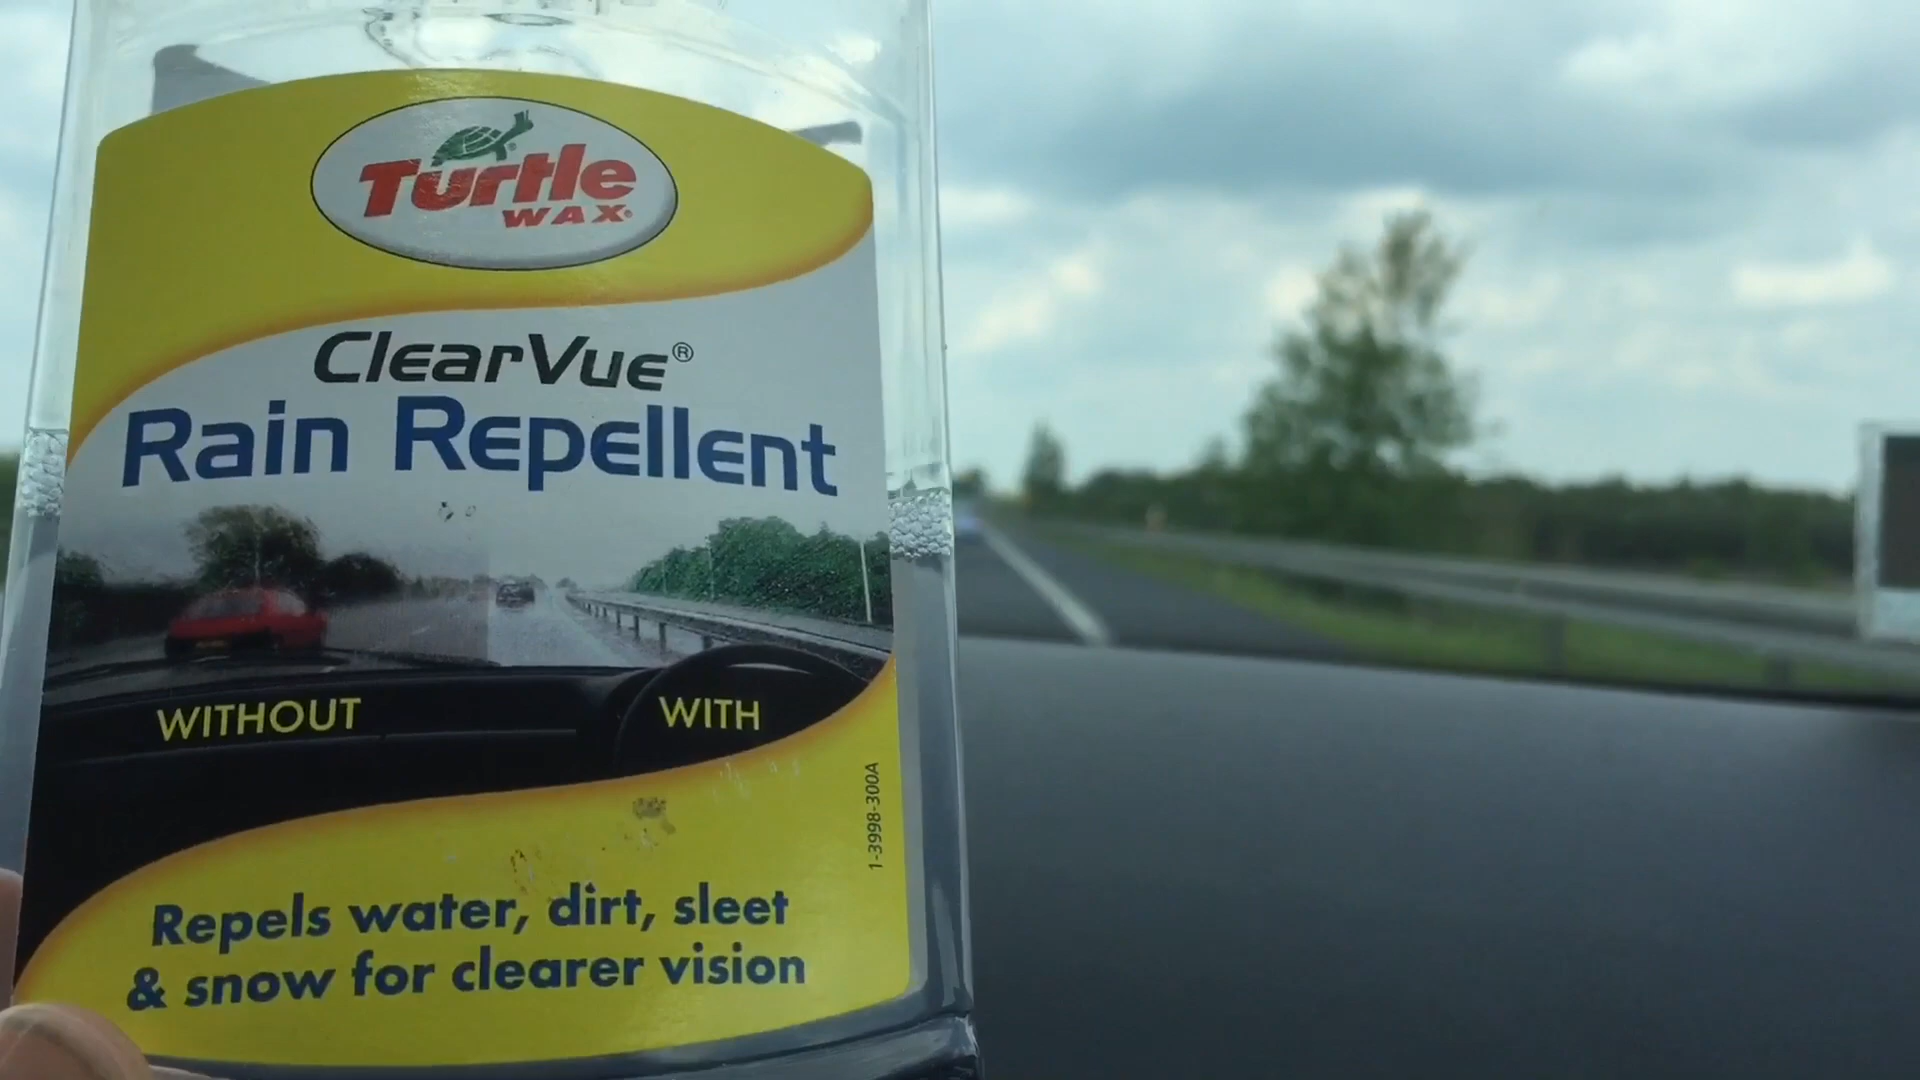 Turtle
WAX®
ClearVue®
Rain Repellent
WITHOUT
WITH
1-3998-300A
Repels water, dirt, sleet
& snow for clearer vision